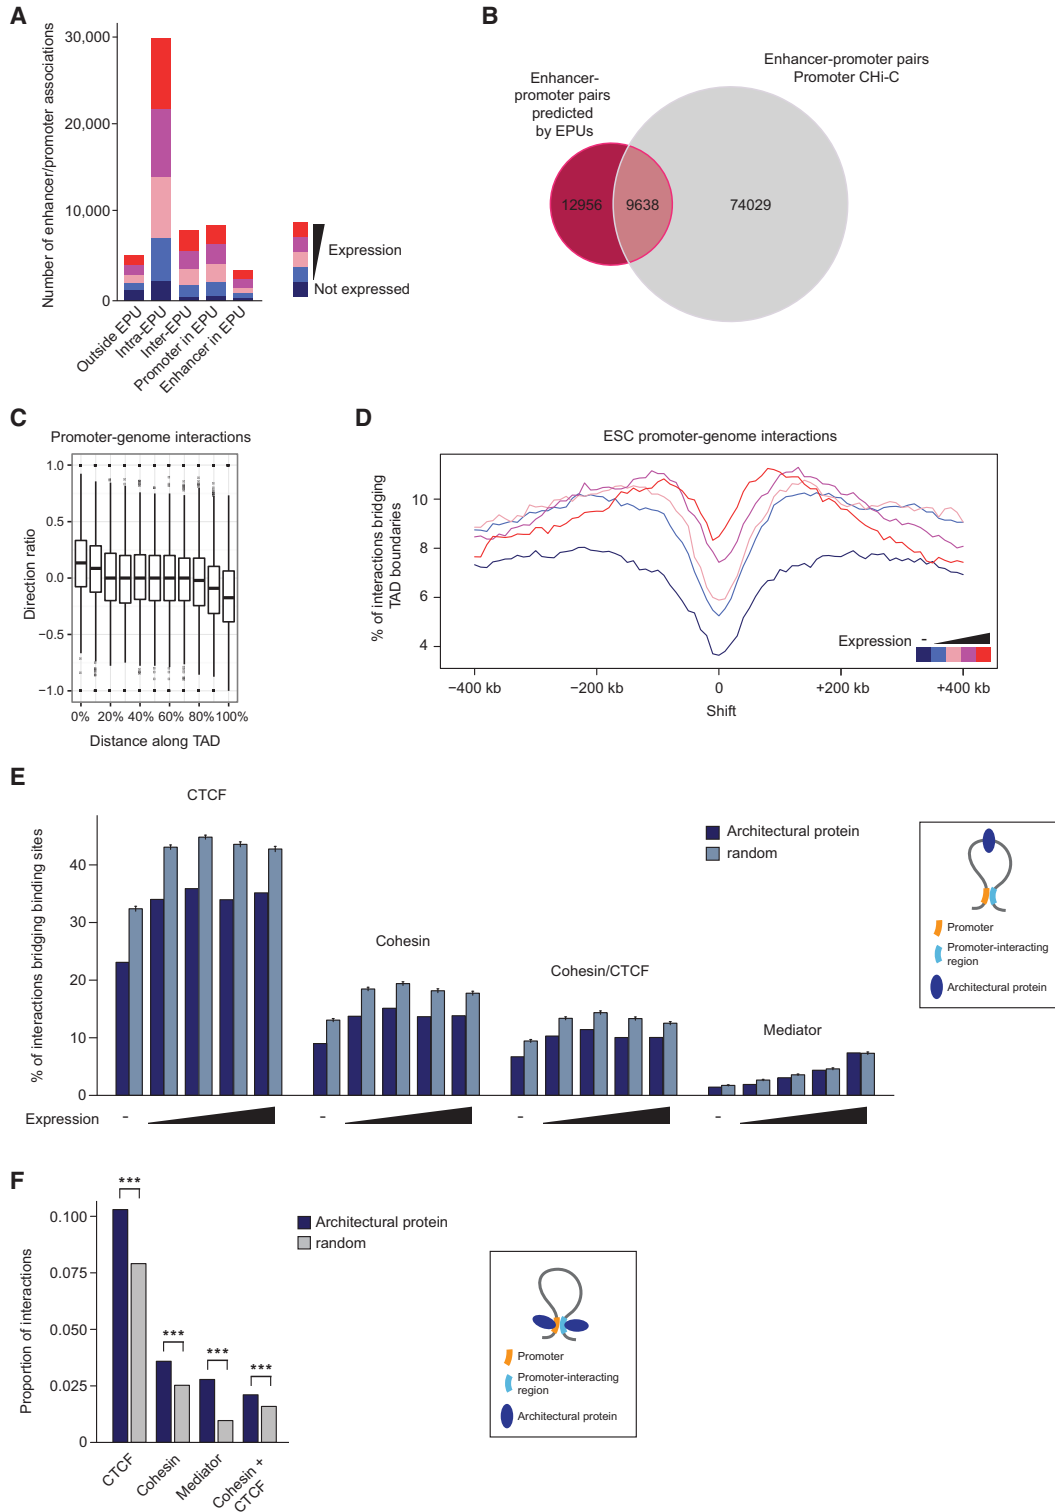 A
Number of enhancer/promoter associations
30,000
20,000
10,000
0
Outside EPU
Intra-EPU
Inter-EPU
Promoter in EPU
Enhancer in EPU
Expression
Not expressed
B
Enhancer-
promoter pairs
predicted
by EPUs
Enhancer-promoter pairs
Promoter CHi-C
12956
9638
74029
C
Promoter-genome interactions
Direction ratio
1.0
0.5
0.0
−0.5
−1.0
0% 20% 40% 60% 80% 100%
Distance along TAD
D
ESC promoter-genome interactions
% of interactions bridging
TAD boundaries
10
8
6
4
Expression -
−400 kb −200 kb 0 +200 kb +400 kb
Shift
E
CTCF
% of interactions bridging binding sites
40
30
20
10
0
Cohesin
Cohesin/CTCF
Mediator
Architectural protein
random
Expression - - - -
Promoter
Promoter-interacting
region
Architectural protein
F
Proportion of interactions
0.100
0.075
0.050
0.025
0
*** *** *** ***
CTCF
Cohesin
Mediator
Cohesin +
CTCF
Architectural protein
random
Promoter
Promoter-interacting
region
Architectural protein